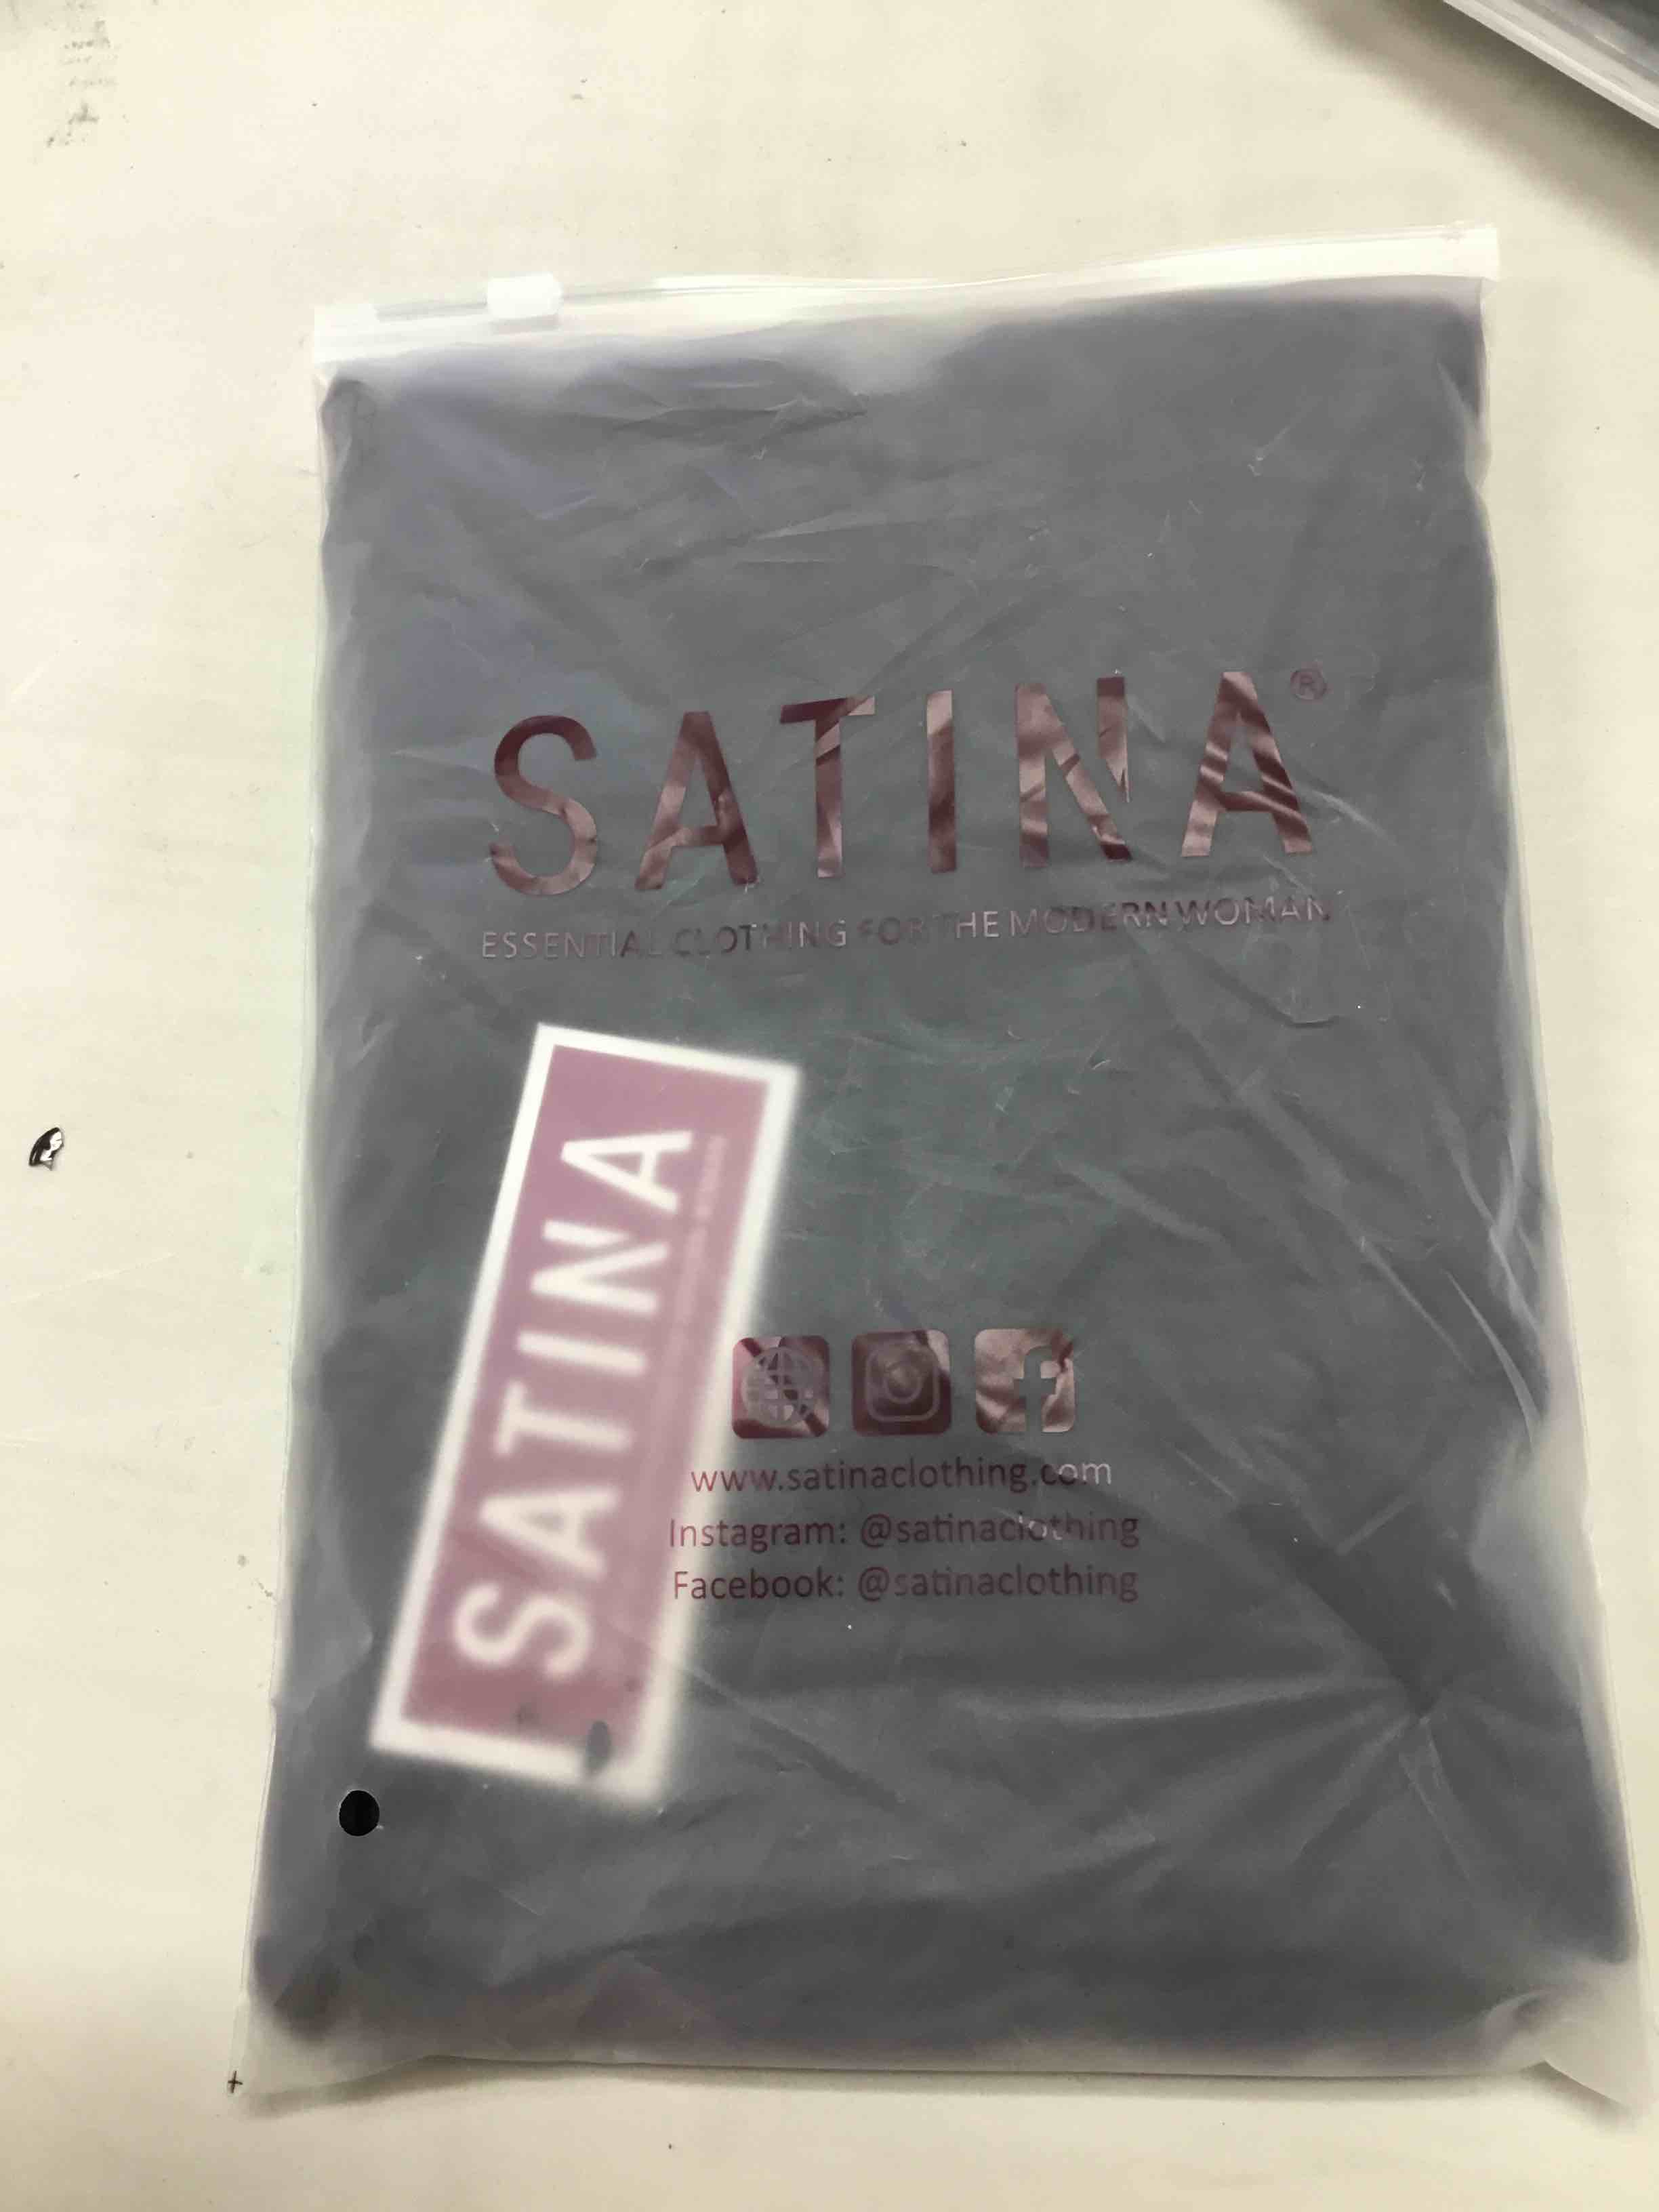 SATINA®
ESSENTIAL CLOTHING FOR THE MODERN WOMAN
SATINA
www.satinaclothing.com
Instagram: @satinaclothing
Facebook: @satinaclothing